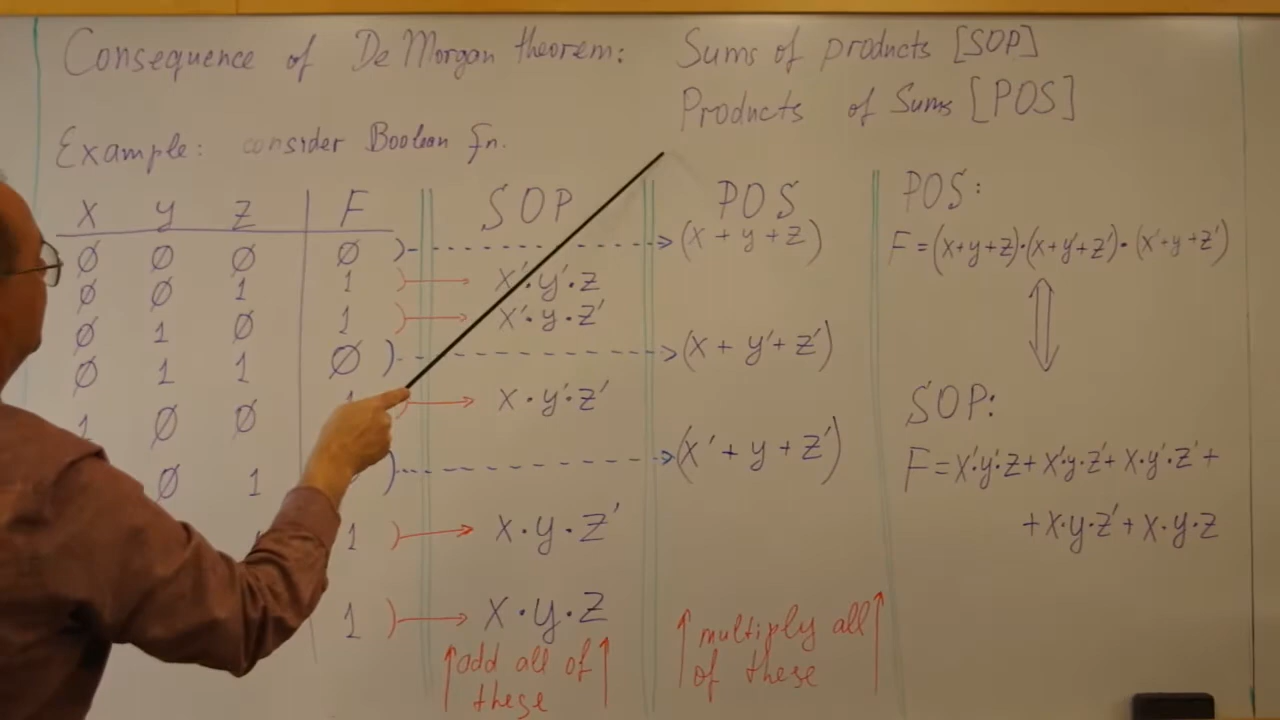 Consequence of De Morgan theorem: Sums of products [SOP]
Products of Sums [POS]
Example: consider Boolean Fn.
X y Z F SOP POS POS:
Ø Ø Ø Ø (X + y + Z) F = (X+y+Z)·(X+y'+Z')·(X'+y+Z')
Ø Ø 1 1 X'·y'·Z
Ø 1 Ø 1 X'·y·Z'
Ø 1 1 Ø (X + y' + Z')
1 Ø Ø 1 X·y'·Z' SOP:
Ø 1 (X' + y + Z') F = X'·y'·Z + X'·y·Z' + X·y'·Z' +
1 X·y·Z' + X·y·Z' + X·y·Z
1 X·y·Z
add all of these
multiply all of these